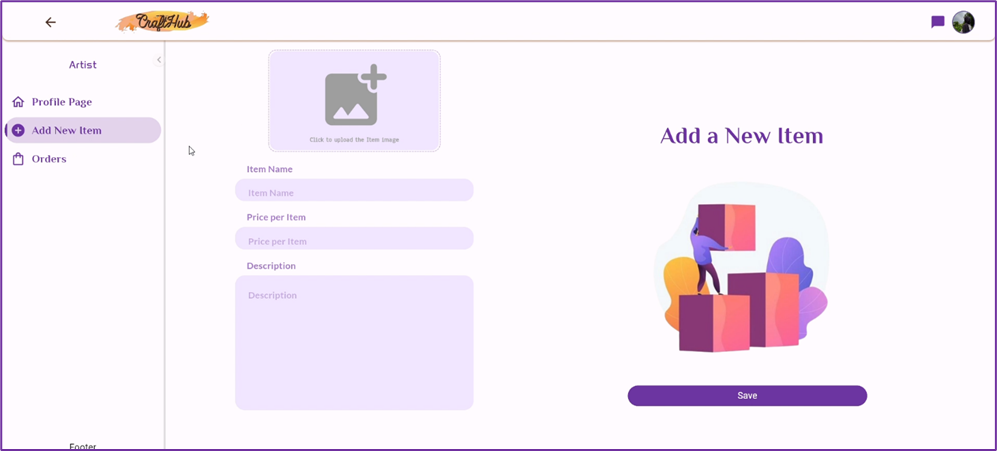 CraftHub
Artist
Profile Page
Add New Item
Orders
Footer
Click to upload the Item image
Item Name
Item Name
Price per Item
Price per Item
Description
Description
Add a New Item
Save